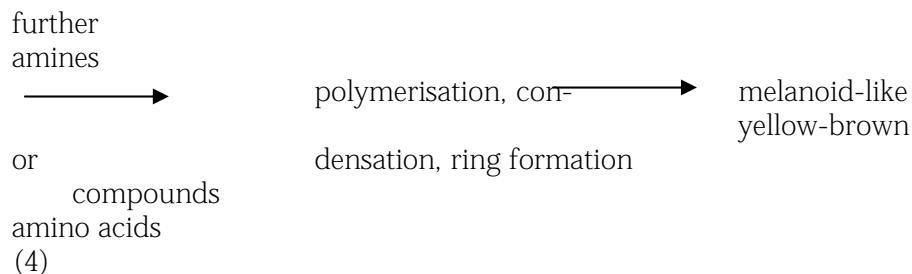 further
amines
polymerisation, con-
melanoid-like
yellow-brown
or
densation, ring formation
compounds
amino acids
(4)